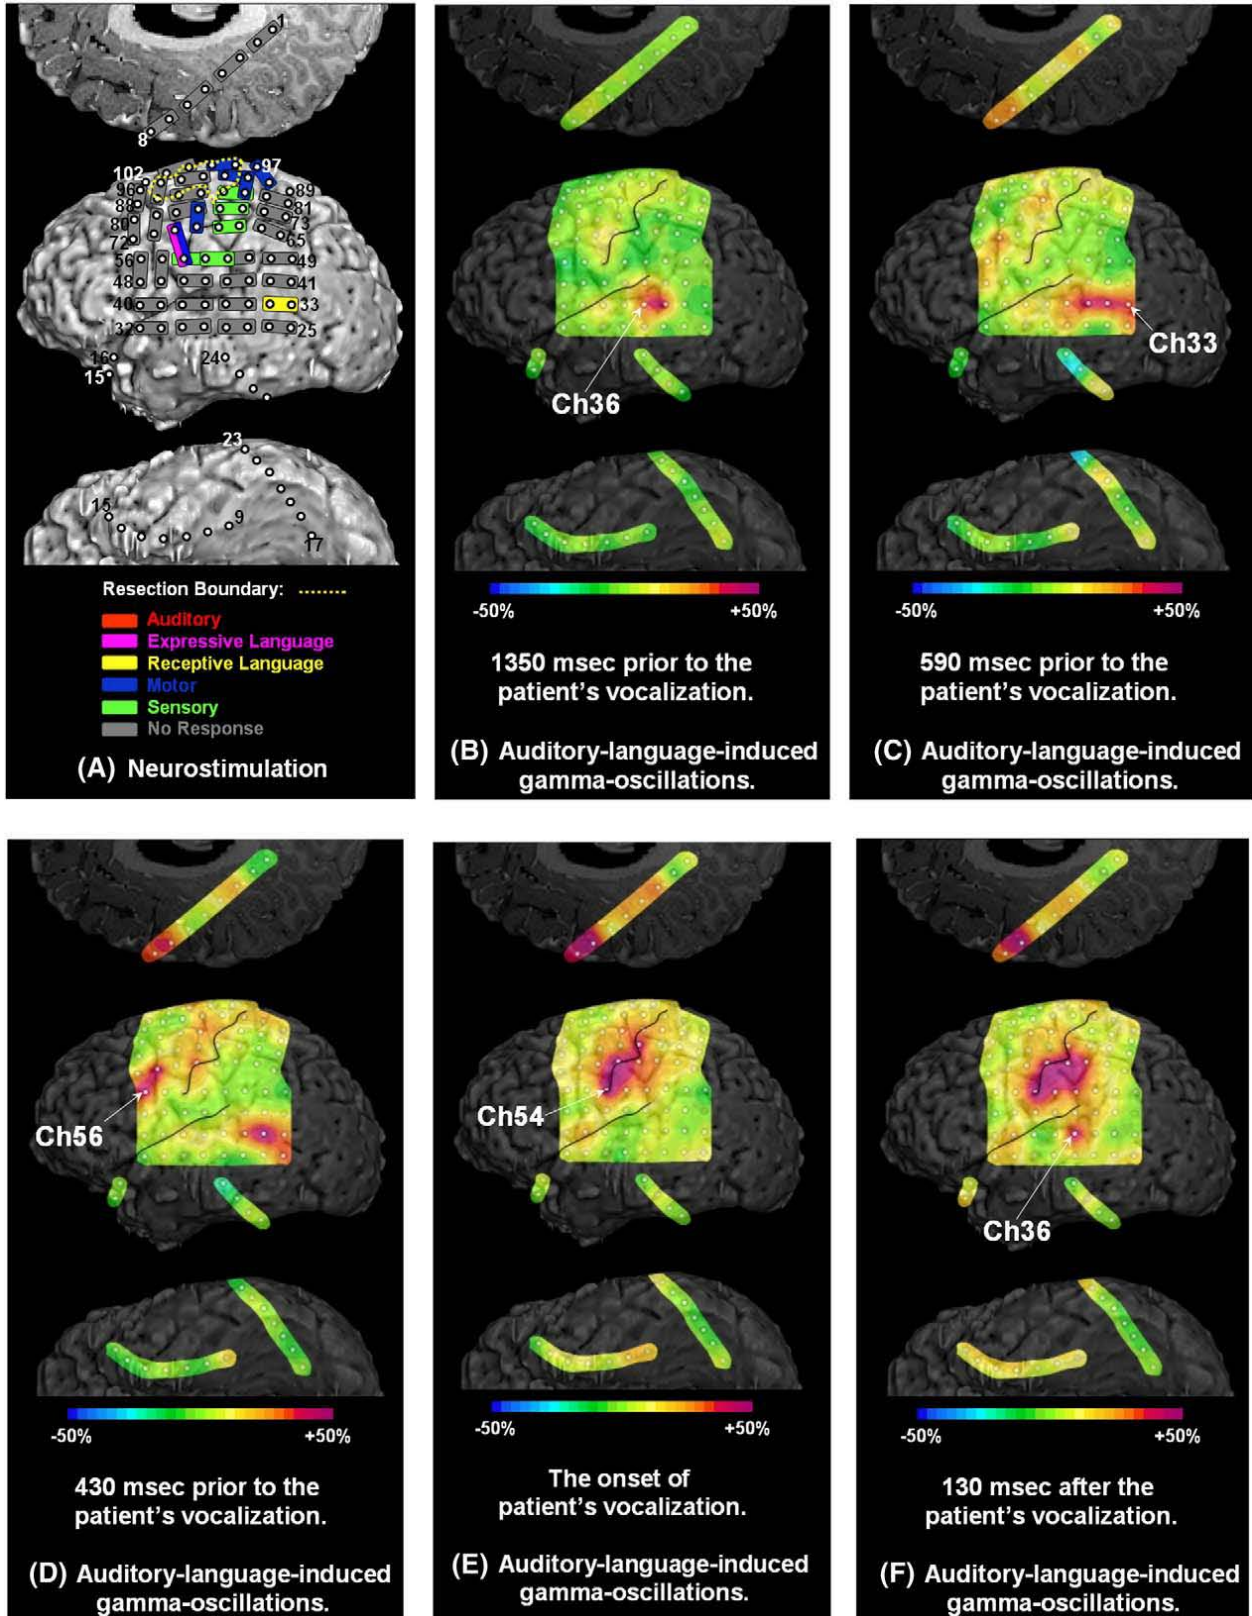 1
8
102
97
96
89
88
81
80
73
72
65
56
49
48
41
40
33
32
25
16
24
15
23
15
9
17
Resection Boundary:
Auditory
Expressive Language
Receptive Language
Motor
Sensory
No Response
(A) Neurostimulation
Ch36
-50%
+50%
1350 msec prior to the
patient's vocalization.
(B) Auditory-language-induced
gamma-oscillations.
Ch33
-50%
+50%
590 msec prior to the
patient's vocalization.
(C) Auditory-language-induced
gamma-oscillations.
Ch56
-50%
+50%
430 msec prior to the
patient's vocalization.
(D) Auditory-language-induced
gamma-oscillations.
Ch54
-50%
+50%
The onset of
patient's vocalization.
(E) Auditory-language-induced
gamma-oscillations.
Ch36
-50%
+50%
130 msec after the
patient's vocalization.
(F) Auditory-language-induced
gamma-oscillations.